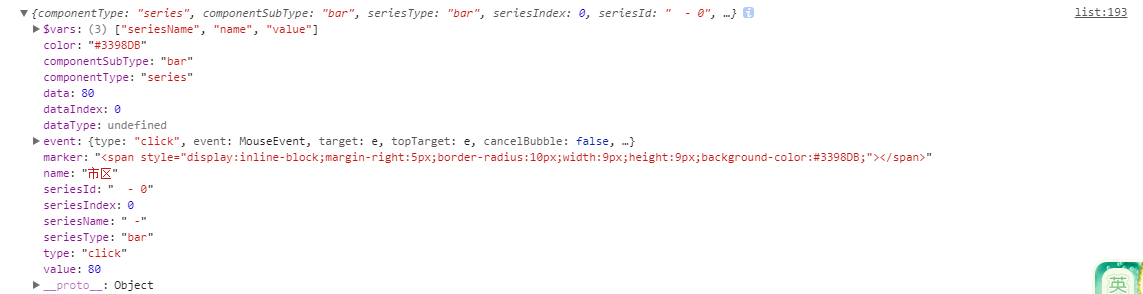 {componentType: "series", componentSubType: "bar", seriesType: "bar", seriesIndex: 0, seriesId: "  - 0", …} i list:193
$vars: (3) ["seriesName", "name", "value"]
color: "#3398DB"
componentSubType: "bar"
componentType: "series"
data: 80
dataIndex: 0
dataType: undefined
event: {type: "click", event: MouseEvent, target: e, topTarget: e, cancelBubble: false, …}
marker: "<span style="display:inline-block;margin-right:5px;border-radius:10px;width:9px;height:9px;background-color:#3398DB;"></span>"
name: "市区"
seriesId: "  - 0"
seriesIndex: 0
seriesName: " -"
seriesType: "bar"
type: "click"
value: 80
__proto__: Object
英